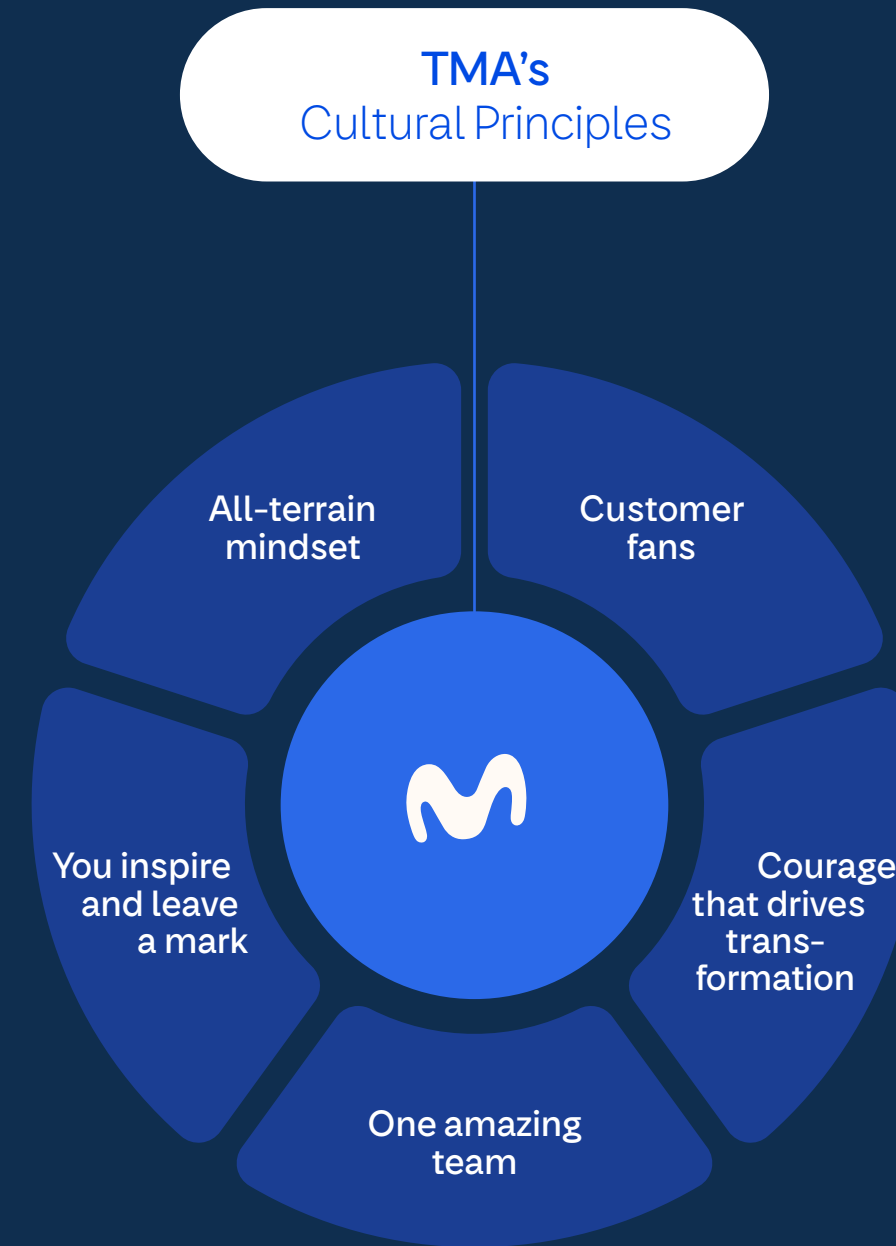 TMA’s
Cultural Principles
All-terrain
mindset
Customer
fans
You inspire
and leave
a mark
Courage
that drives
trans-
formation
One amazing
team